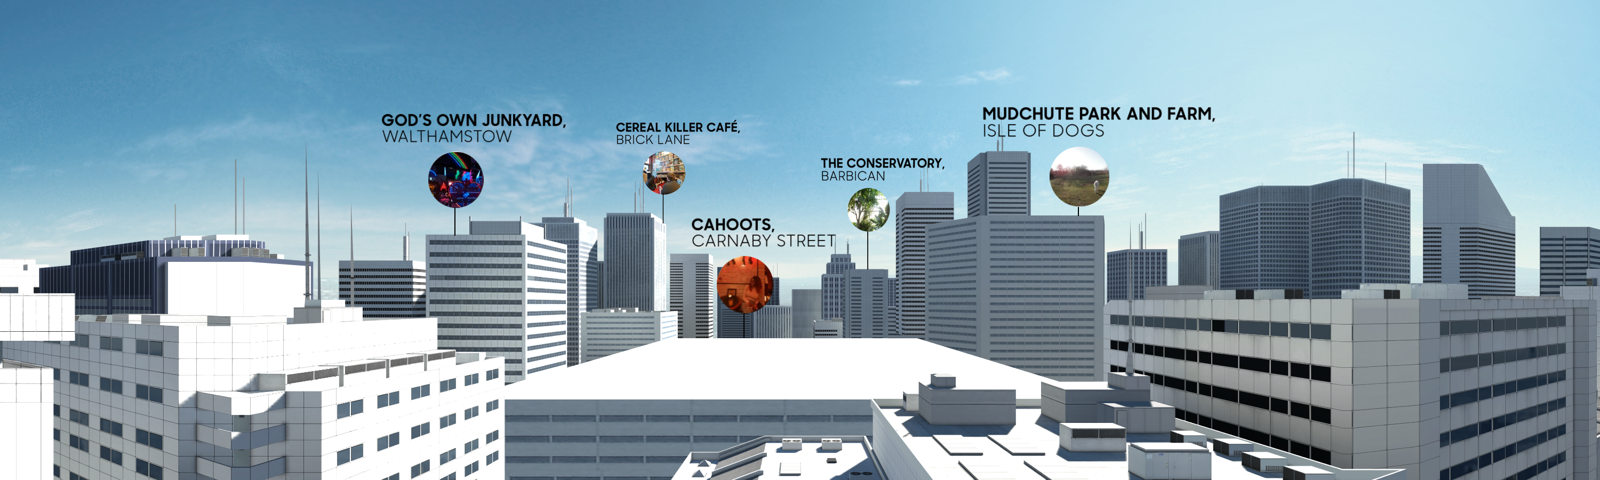 GOD'S OWN JUNKYARD,
WALTHAMSTOW
CEREAL KILLER CAFÉ,
BRICK LANE
CAHOOTS,
CARNABY STREET
THE CONSERVATORY,
BARBICAN
MUDCHUTE PARK AND FARM,
ISLE OF DOGS